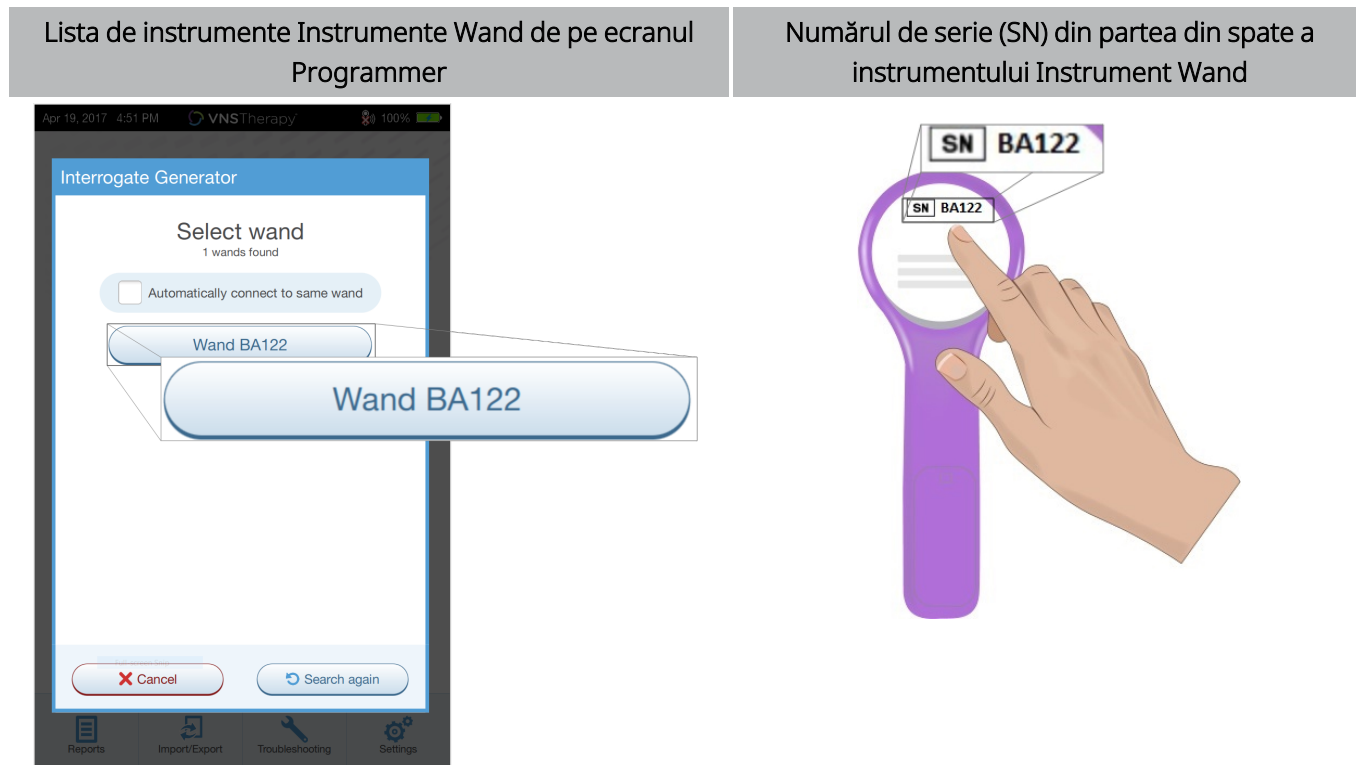 Lista de instrumente Instrumente Wand de pe ecranul
Programmer
Numărul de serie (SN) din partea din spate a
instrumentului Instrument Wand
Apr 19, 2017 4:51 PM
VNSTherapy
100%
Interrogate Generator
Select wand
1 wands found
Automatically connect to same wand
Wand BA122
Wand BA122
Cancel
Search again
Reports
Import/Export
Troubleshooting
Settings
SN BA122
SN BA122